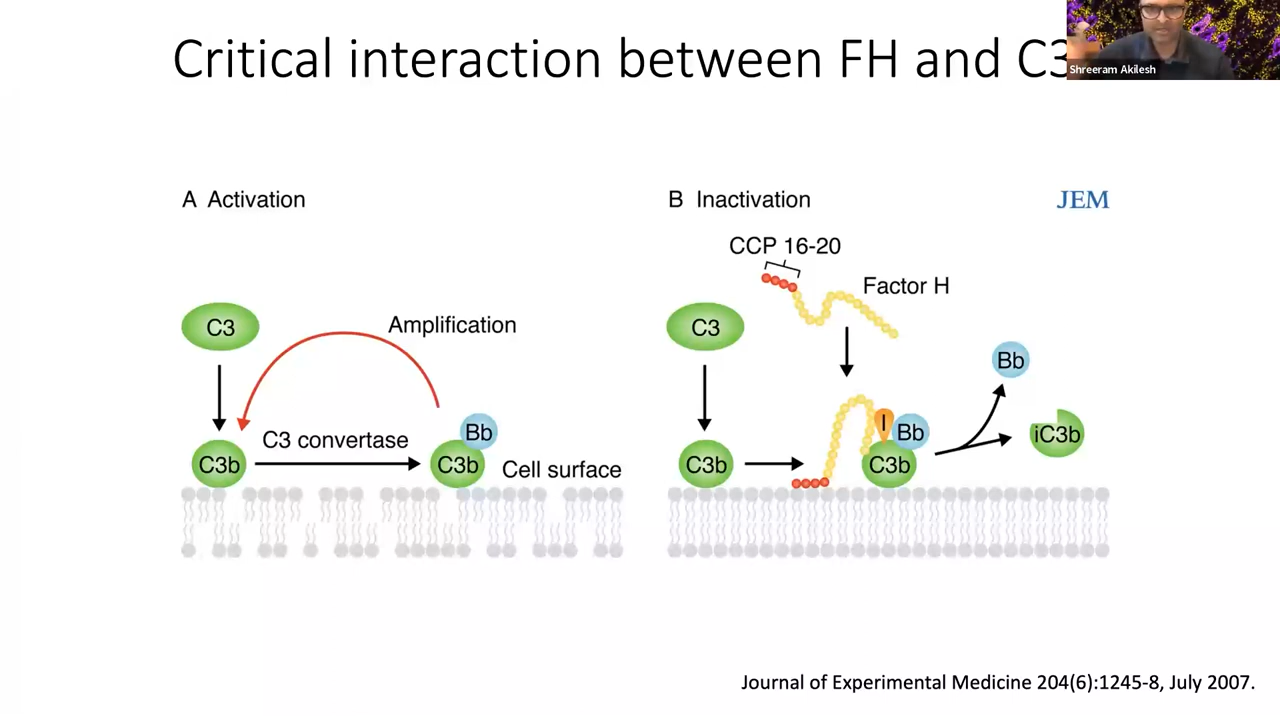 Critical interaction between FH and C3
Shreeram Akilesh
A Activation
B Inactivation
JEM
CCP 16-20
Factor H
C3
Amplification
C3
Bb
I
Bb
Bb
C3 convertase
iC3b
C3b
C3b
Cell surface
C3b
C3b
Journal of Experimental Medicine 204(6):1245-8, July 2007.